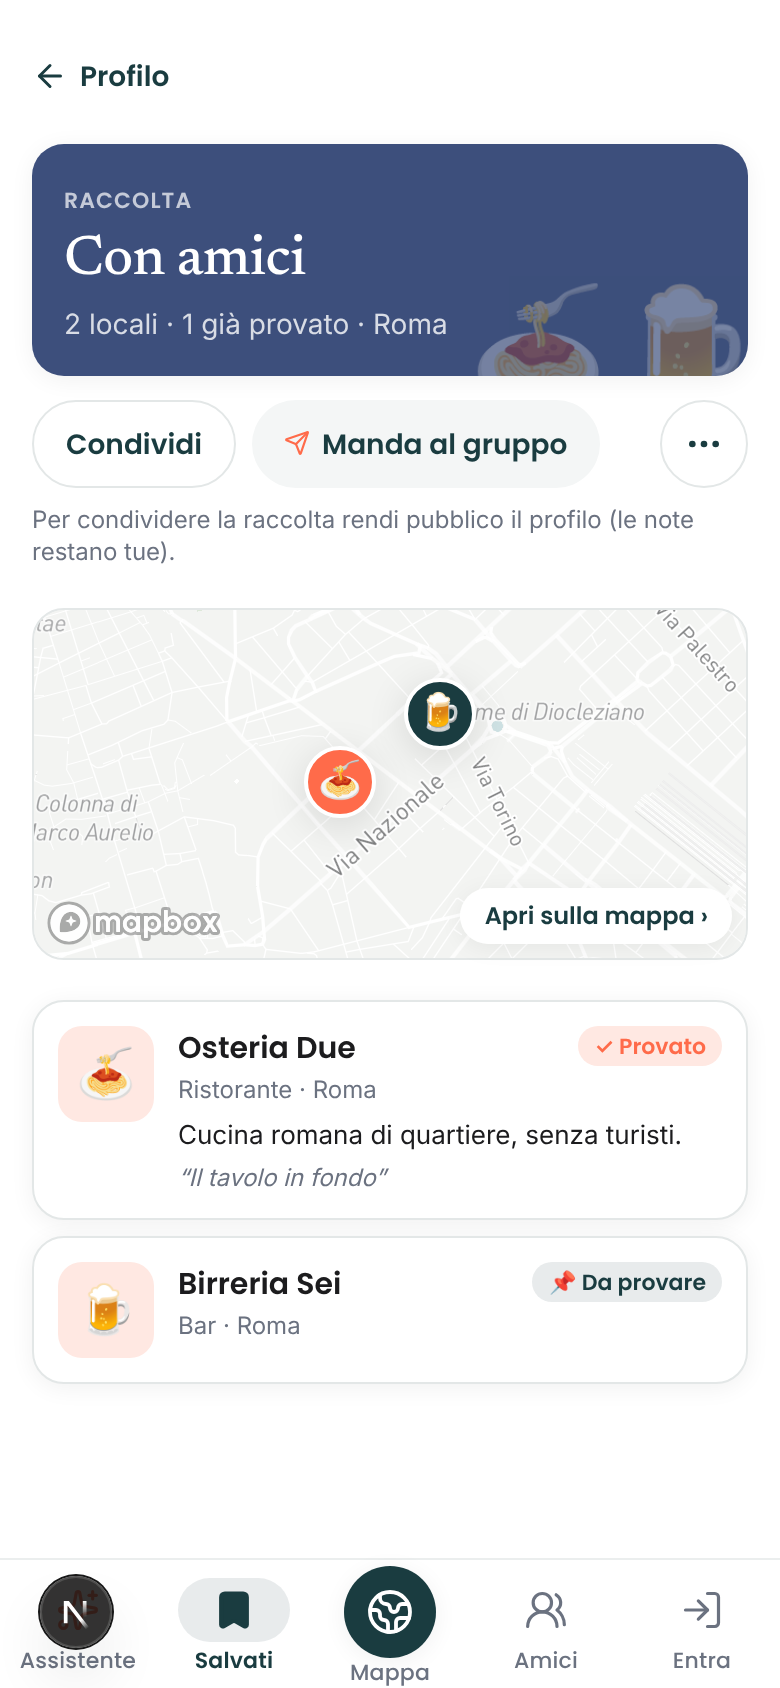 Profilo
RACCOLTA
Con amici
2 locali · 1 già provato · Roma
Condividi
Manda al gruppo
Per condividere la raccolta rendi pubblico il profilo (le note
restano tue).
Via Palestro
me di Diocleziano
Via Torino
Via Nazionale
Colonna di
Marco Aurelio
mapbox
Apri sulla mappa ›
Osteria Due
✓ Provato
Ristorante · Roma
Cucina romana di quartiere, senza turisti.
“Il tavolo in fondo”
Birreria Sei
📌 Da provare
Bar · Roma
N
Assistente
Salvati
Mappa
Amici
Entra